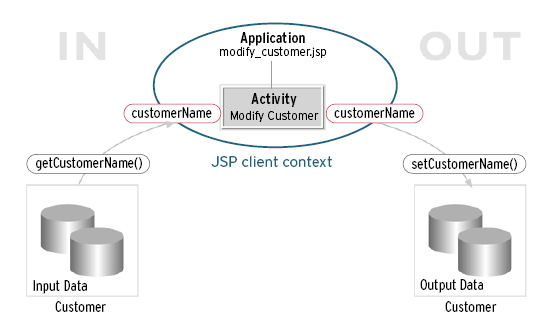 IN
OUT
Application
modify_customer.jsp
Activity
Modify Customer
customerName
customerName
JSP client context
getCustomerName()
setCustomerName()
Input Data
Output Data
Customer
Customer